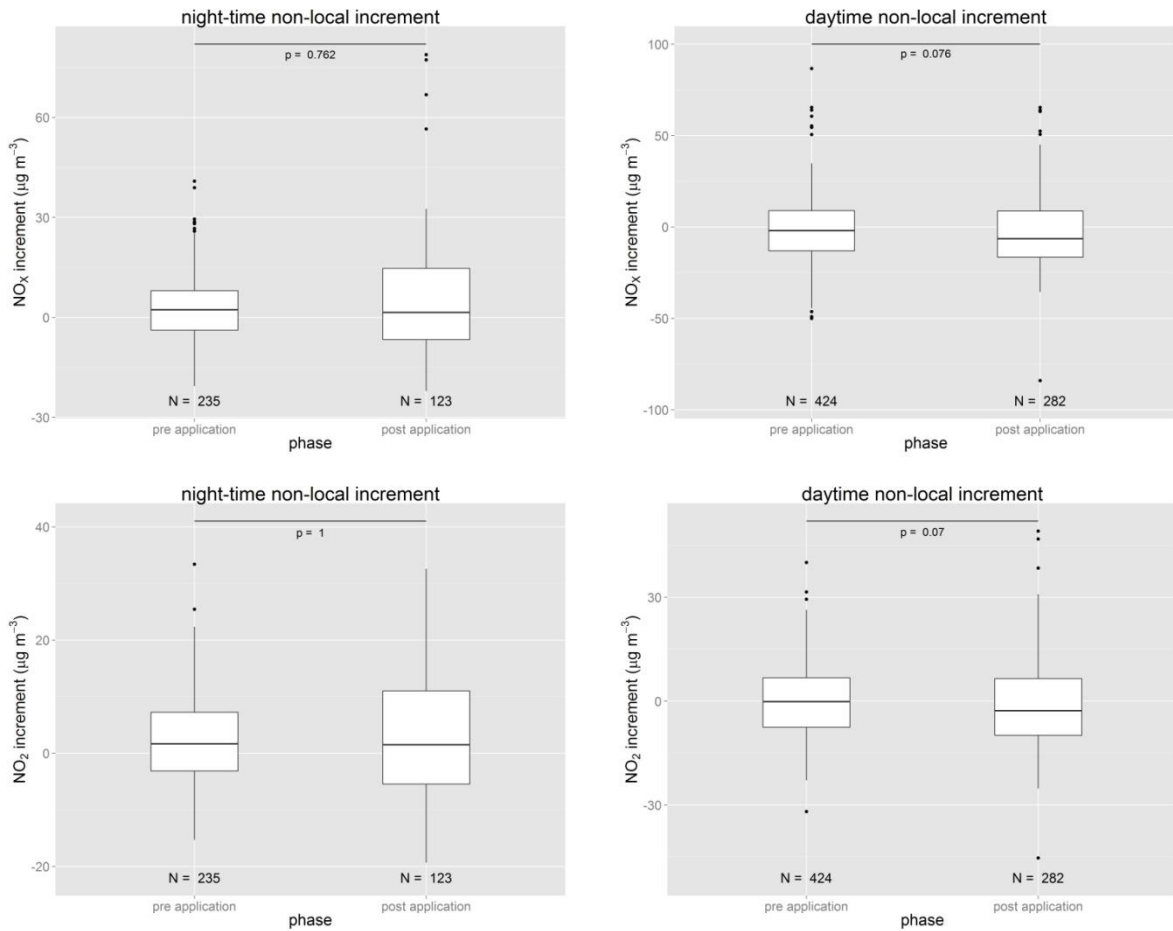 night-time non-local increment
p = 0.762
NOX increment (µg m−3)
60
30
0
-30
N = 235
N = 123
pre application
post application
phase
daytime non-local increment
p = 0.076
NOX increment (µg m−3)
100
50
0
-50
-100
N = 424
N = 282
pre application
post application
phase
night-time non-local increment
p = 1
NO2 increment (µg m−3)
40
20
0
-20
N = 235
N = 123
pre application
post application
phase
daytime non-local increment
p = 0.07
NO2 increment (µg m−3)
30
0
-30
N = 424
N = 282
pre application
post application
phase